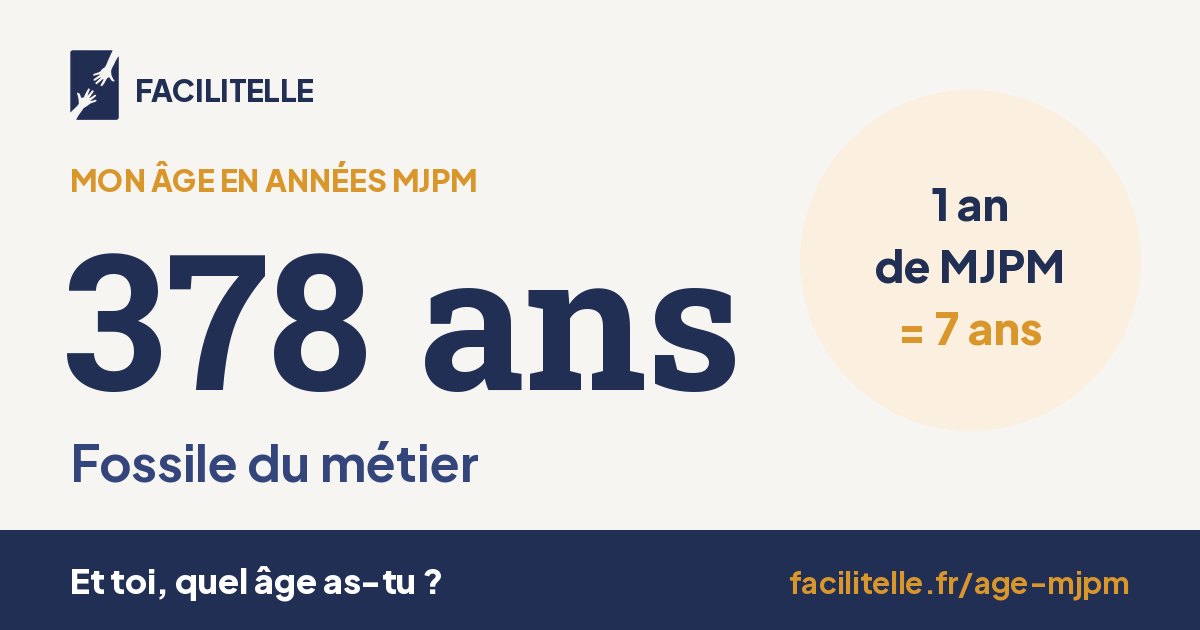 FACILITELLE
MON ÂGE EN ANNÉES MJPM
378 ans
Fossile du métier
1 an
de MJPM
= 7 ans
Et toi, quel âge as-tu ?
facilitelle.fr/age-mjpm